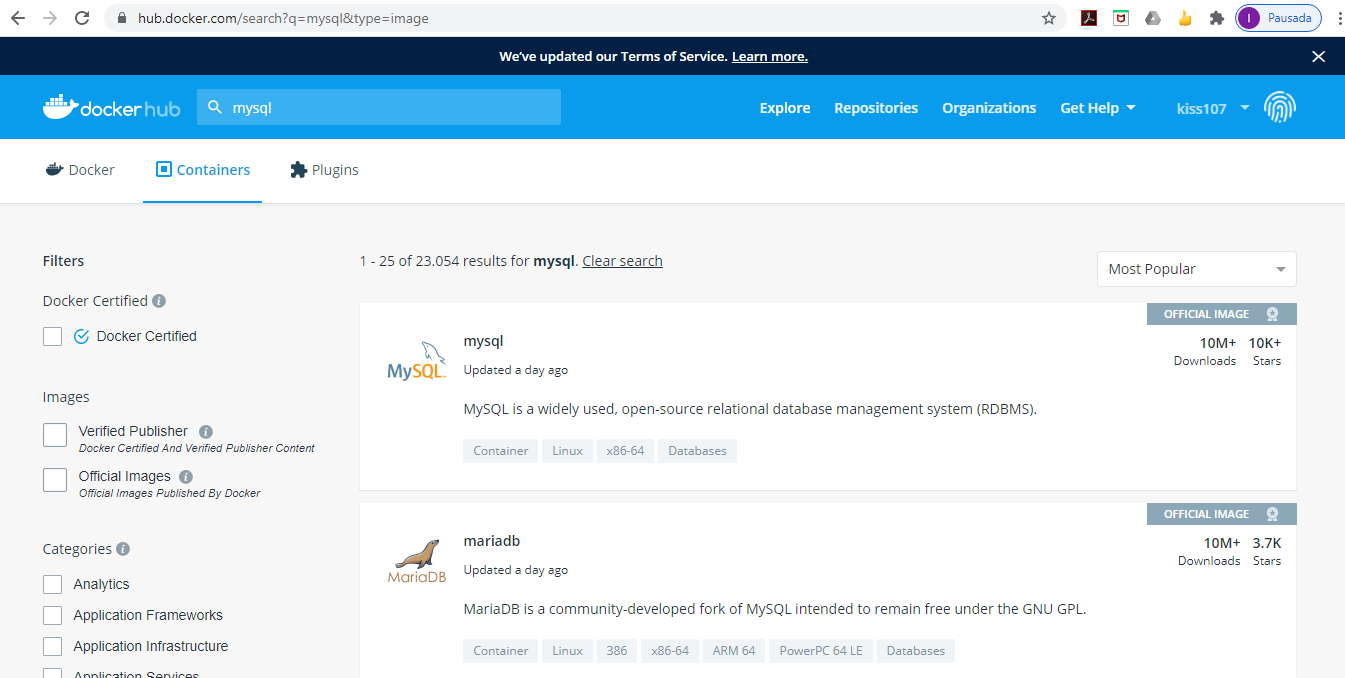 hub.docker.com/search?q=mysql&type=image
I Pausada
We've updated our Terms of Service. Learn more.
docker hub
mysql
Explore Repositories Organizations Get Help kiss107
Docker Containers Plugins
Filters
1 - 25 of 23.054 results for mysql. Clear search
Most Popular
Docker Certified
Docker Certified
Images
Verified Publisher
Docker Certified And Verified Publisher Content
Official Images
Official Images Published By Docker
Categories
Analytics
Application Frameworks
Application Infrastructure
Application Services
OFFICIAL IMAGE
MySQL
mysql
Updated a day ago
10M+ 10K+
Downloads Stars
MySQL is a widely used, open-source relational database management system (RDBMS).
Container Linux x86-64 Databases
OFFICIAL IMAGE
MariaDB
mariadb
Updated a day ago
10M+ 3.7K
Downloads Stars
MariaDB is a community-developed fork of MySQL intended to remain free under the GNU GPL.
Container Linux 386 x86-64 ARM 64 PowerPC 64 LE Databases